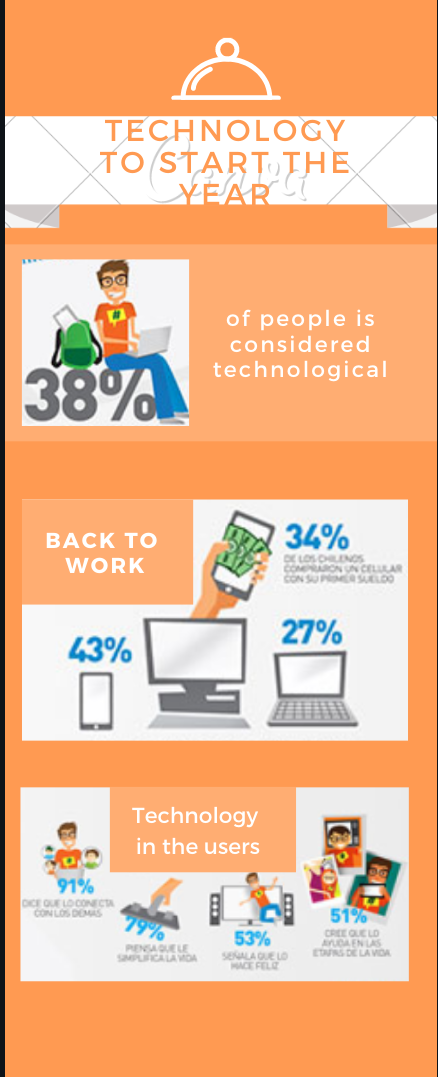 TECHNOLOGY
TO START THE
YEAR
Canva
#
38%
of people is
considered
technological
BACK TO
WORK
34%
DE LOS CHILENOS
COMPRARON UN CELULAR
CON SU PRIMER SUELDO
43%
27%
Technology
in the users
91%
DICE QUE LO CONECTA
CON LOS DEMÁS
79%
PIENSA QUE LE
SIMPLIFICA LA VIDA
53%
SEÑALA QUE LO
HACE FELIZ
51%
CREE QUE LO
AYUDA EN LAS
ETAPAS DE LA VIDA